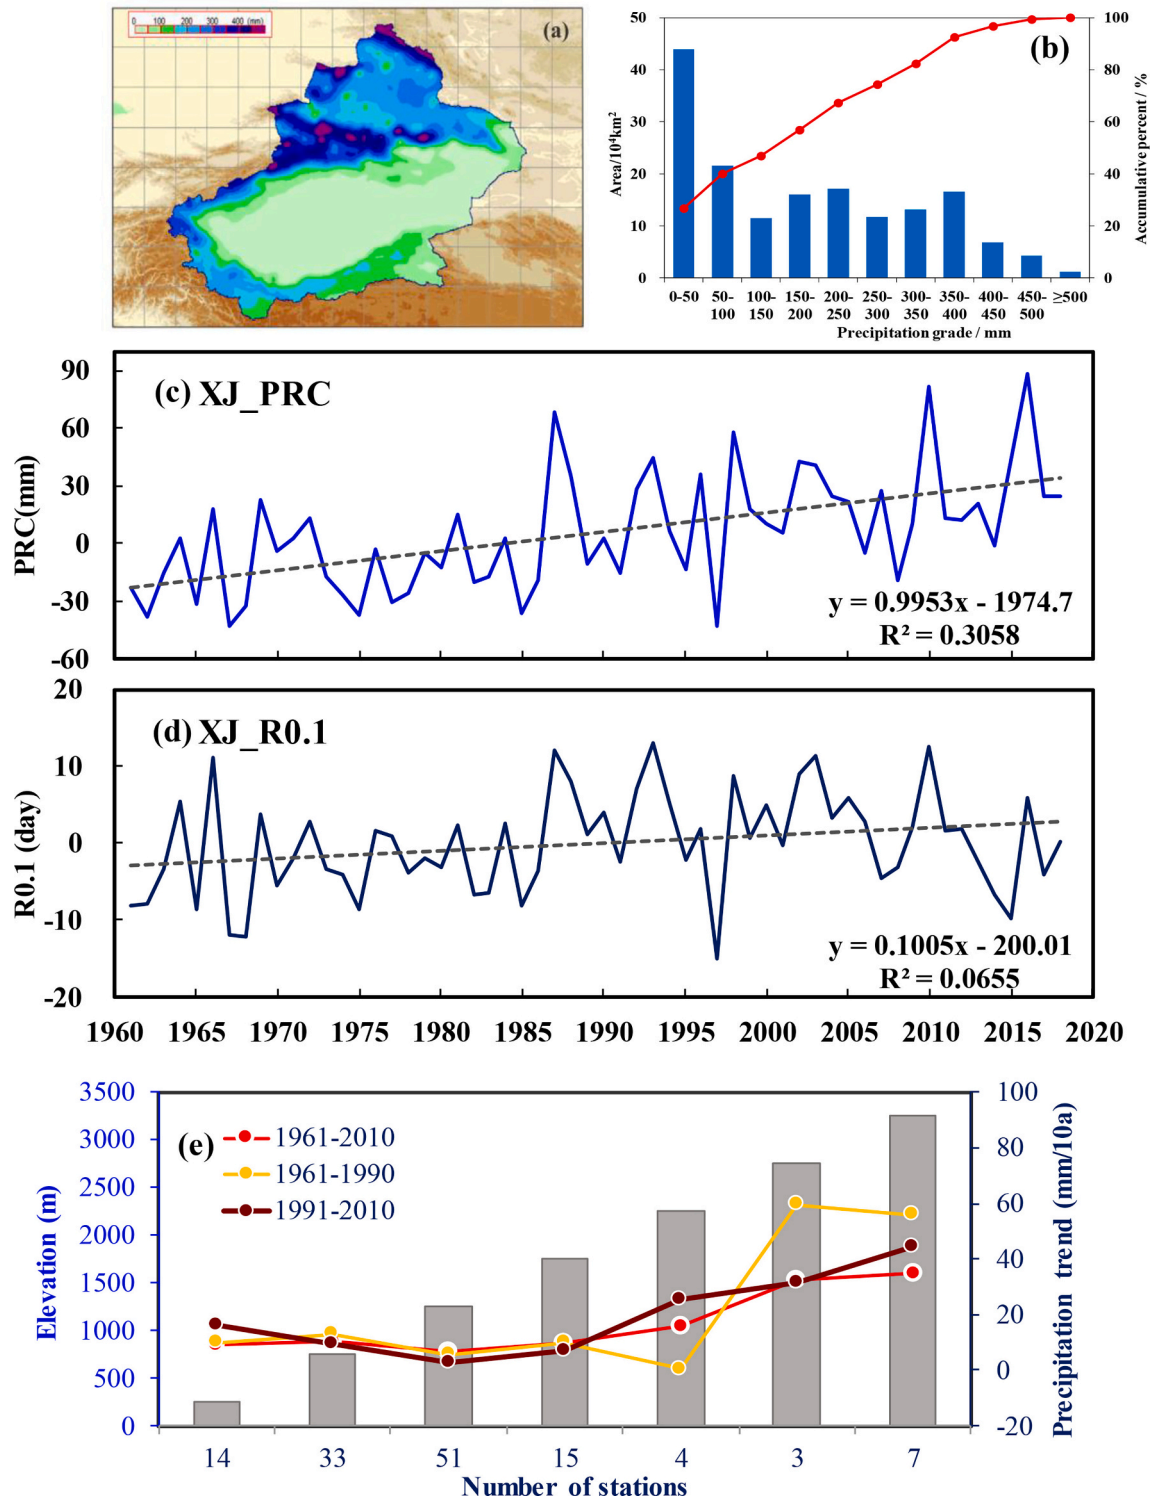 0 100 200 300 400 (mm)
(a)
50
40
30
20
10
0
Area/10⁴km²
(b)
100
80
60
40
20
0
Accumulative percent / %
0-50 50-100 100-150 150-200 200-250 250-300 300-350 350-400 400-450 450-500 ≥500
Precipitation grade / mm
(c) XJ_PRC
90
60
30
0
-30
-60
PRC(mm)
y = 0.9953x - 1974.7
R² = 0.3058
(d) XJ_R0.1
20
10
0
-10
-20
R0.1 (day)
y = 0.1005x - 200.01
R² = 0.0655
1960 1965 1970 1975 1980 1985 1990 1995 2000 2005 2010 2015 2020
(e)
1961-2010
1961-1990
1991-2010
3500
3000
2500
2000
1500
1000
500
0
Elevation (m)
100
80
60
40
20
0
-20
Precipitation trend (mm/10a)
14 33 51 15 4 3 7
Number of stations